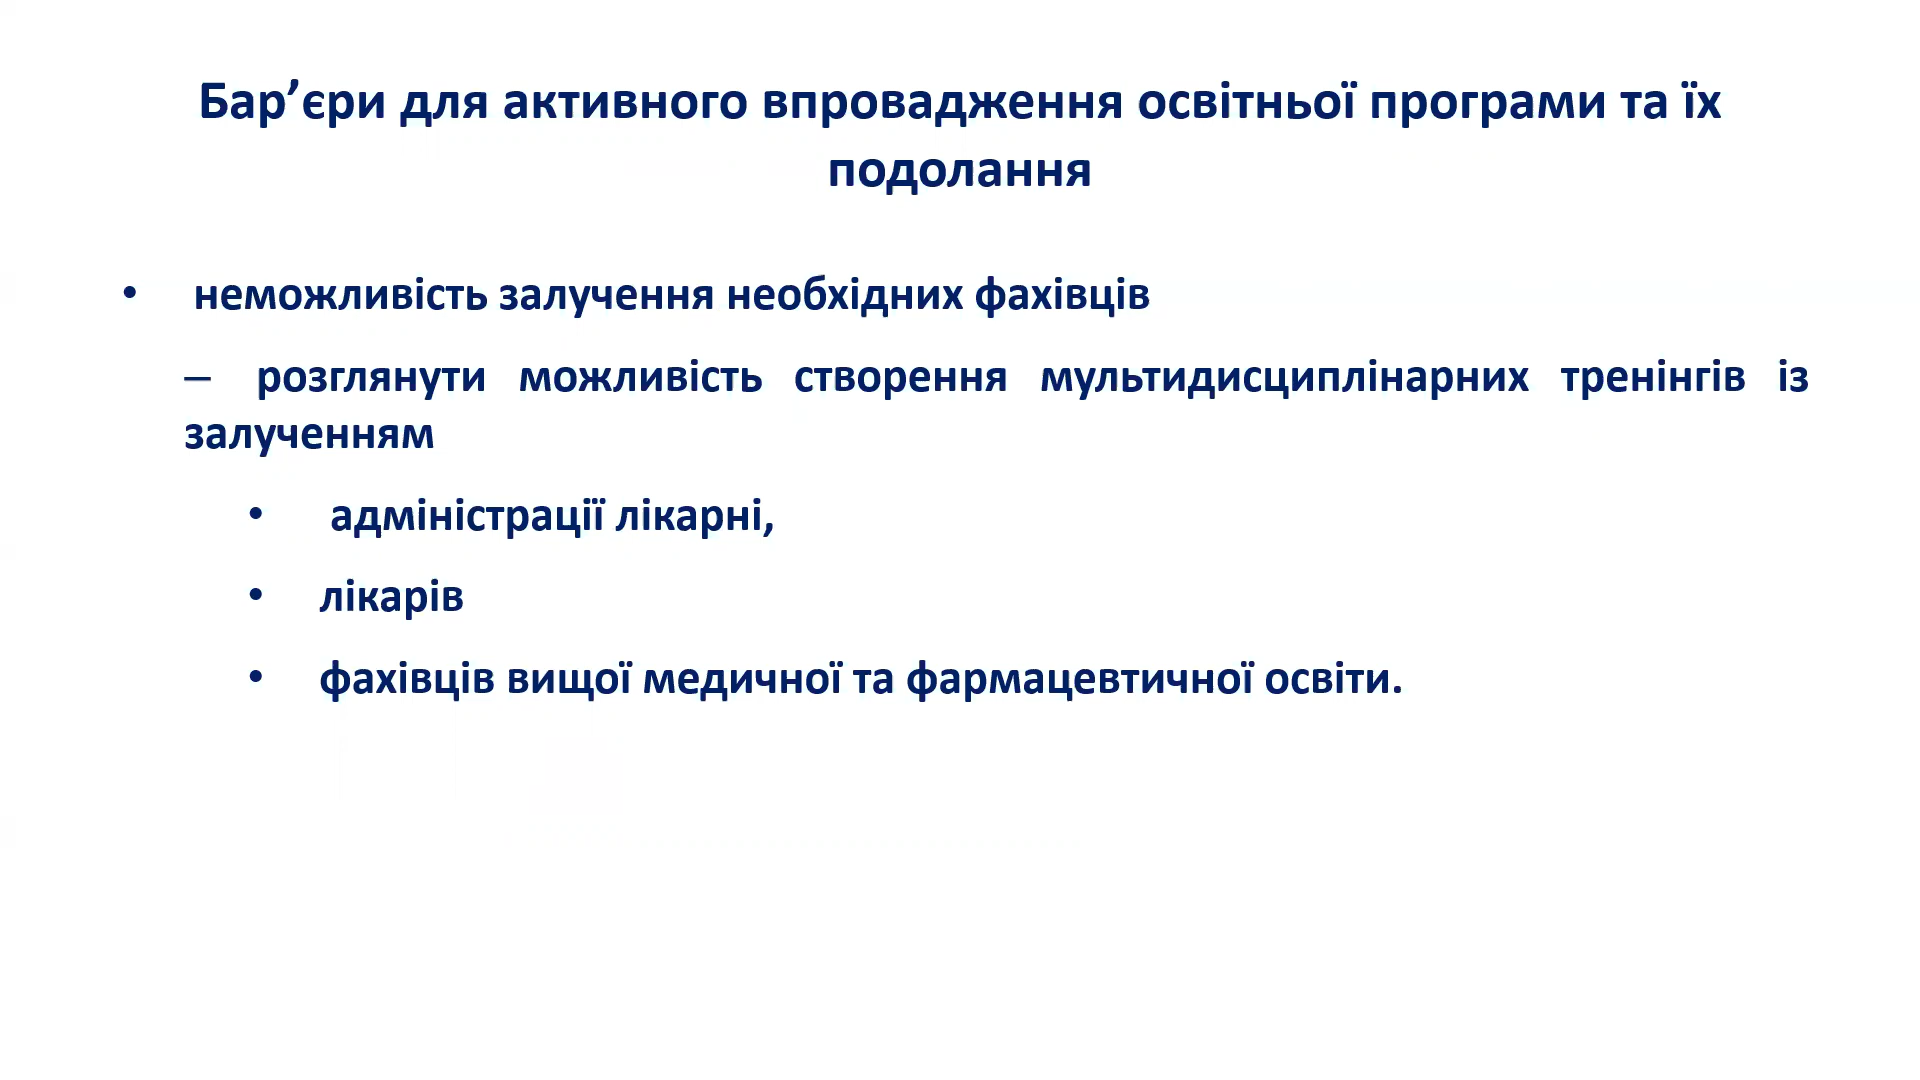 Бар’єри для активного впровадження освітньої програми та їх
подолання
• неможливість залучення необхідних фахівців
– розглянути можливість створення мультидисциплінарних тренінгів із
залученням
• адміністрації лікарні,
• лікарів
• фахівців вищої медичної та фармацевтичної освіти.